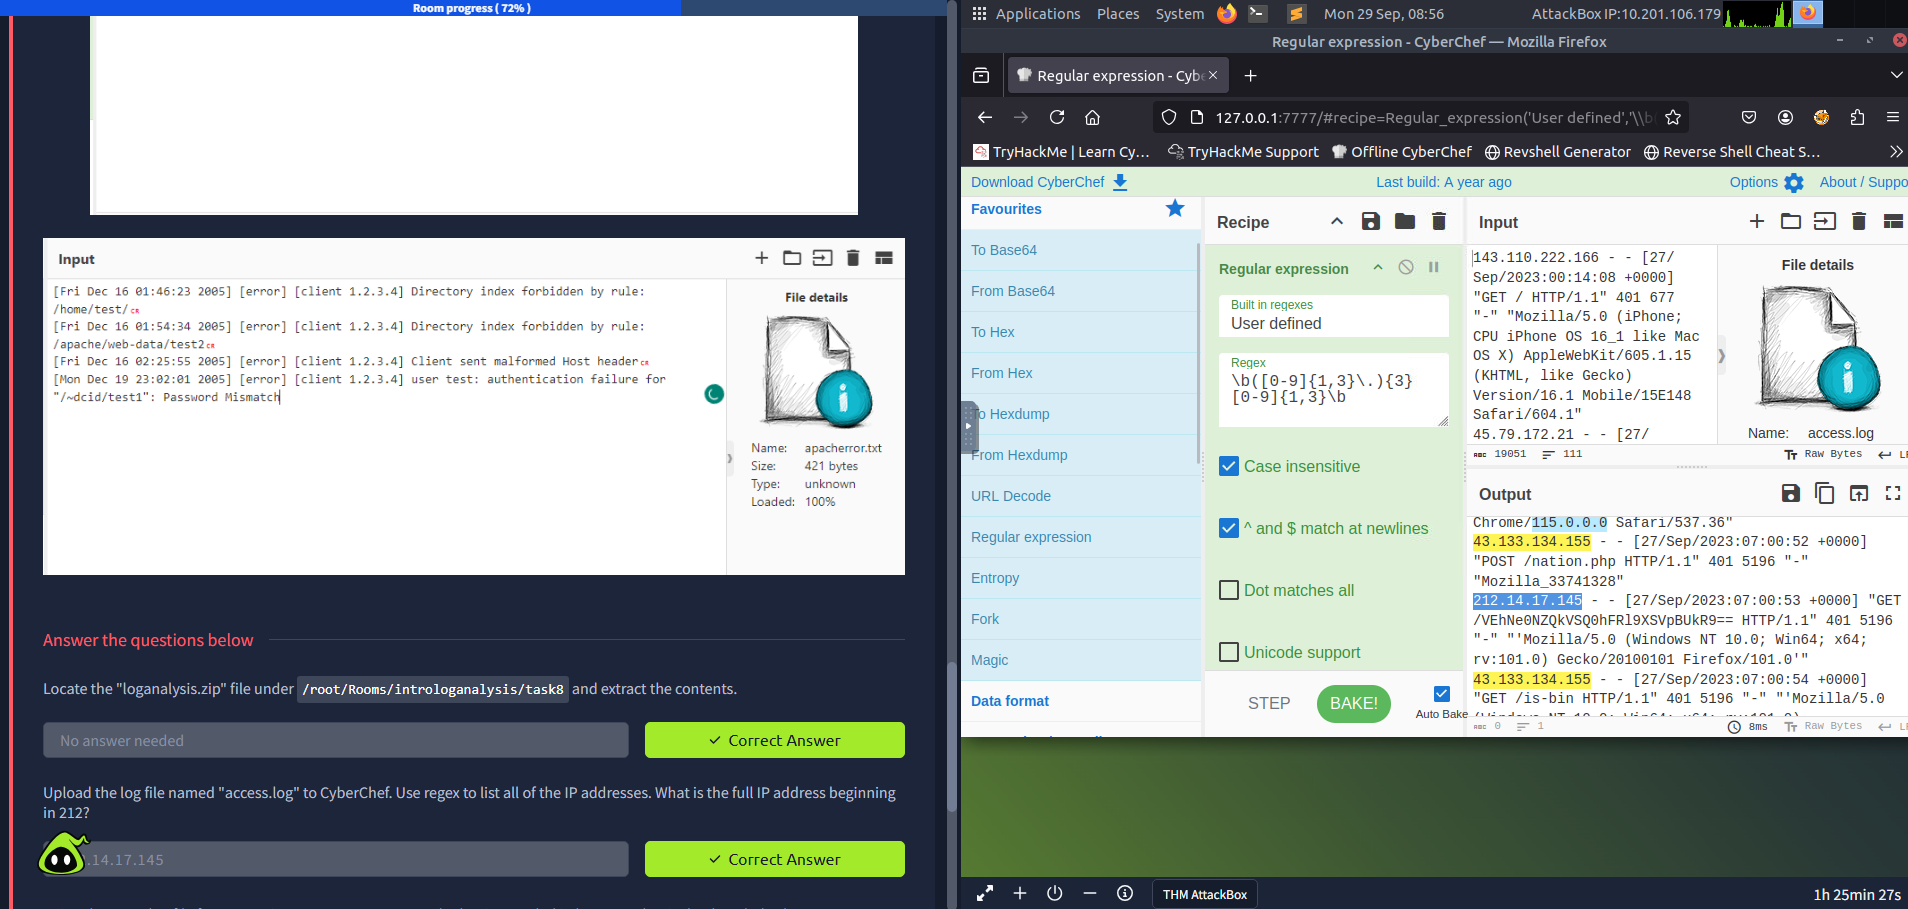 Room progress ( 72% )
Input
[Fri Dec 16 01:46:23 2005] [error] [client 1.2.3.4] Directory index forbidden by rule:
/home/test/CR
[Fri Dec 16 01:54:34 2005] [error] [client 1.2.3.4] Directory index forbidden by rule:
/apache/web-data/test2CR
[Fri Dec 16 02:25:55 2005] [error] [client 1.2.3.4] Client sent malformed Host headerCR
[Mon Dec 19 23:02:01 2005] [error] [client 1.2.3.4] user test: authentication failure for
"/~dcid/test1": Password Mismatch
File details
Name: apacherror.txt
Size: 421 bytes
Type: unknown
Loaded: 100%
Answer the questions below
Locate the "loganalysis.zip" file under /root/Rooms/introloganalysis/task8 and extract the contents.
No answer needed
✓ Correct Answer
Upload the log file named "access.log" to CyberChef. Use regex to list all of the IP addresses. What is the full IP address beginning
in 212?
.14.17.145
✓ Correct Answer
Applications Places System Mon 29 Sep, 08:56 AttackBox IP:10.201.106.179
Regular expression - CyberChef — Mozilla Firefox
Regular expression - Cybe
127.0.0.1:7777/#recipe=Regular_expression('User defined','\\b(
TryHackMe | Learn Cy… TryHackMe Support Offline CyberChef Revshell Generator Reverse Shell Cheat S…
Download CyberChef Last build: A year ago Options About / Suppo
Favourites
To Base64
From Base64
To Hex
From Hex
To Hexdump
From Hexdump
URL Decode
Regular expression
Entropy
Fork
Magic
Data format
Recipe
Regular expression
Built in regexes
User defined
Regex
\b([0-9]{1,3}\.){3}
[0-9]{1,3}\b
Case insensitive
^ and $ match at newlines
Dot matches all
Unicode support
STEP BAKE! Auto Bake
Input
143.110.222.166 - - [27/
Sep/2023:00:14:08 +0000]
"GET / HTTP/1.1" 401 677
"-" "Mozilla/5.0 (iPhone;
CPU iPhone OS 16_1 like Mac
OS X) AppleWebKit/605.1.15
(KHTML, like Gecko)
Version/16.1 Mobile/15E148
Safari/604.1"
45.79.172.21 - - [27/
File details
Name: access.log
ABC 19051 111 Tт Raw Bytes LF
Output
Chrome/115.0.0.0 Safari/537.36"
43.133.134.155 - - [27/Sep/2023:07:00:52 +0000]
"POST /nation.php HTTP/1.1" 401 5196 "-"
"Mozilla_33741328"
212.14.17.145 - - [27/Sep/2023:07:00:53 +0000] "GET
/VEhNe0NZQkVSQ0hFRl9XSVpBUkR9== HTTP/1.1" 401 5196
"-" "'Mozilla/5.0 (Windows NT 10.0; Win64; x64;
rv:101.0) Gecko/20100101 Firefox/101.0'"
43.133.134.155 - - [27/Sep/2023:07:00:54 +0000]
"GET /is-bin HTTP/1.1" 401 5196 "-" "'Mozilla/5.0
ABC 0 1 8ms Tт Raw Bytes LF
THM AttackBox
1h 25min 27s